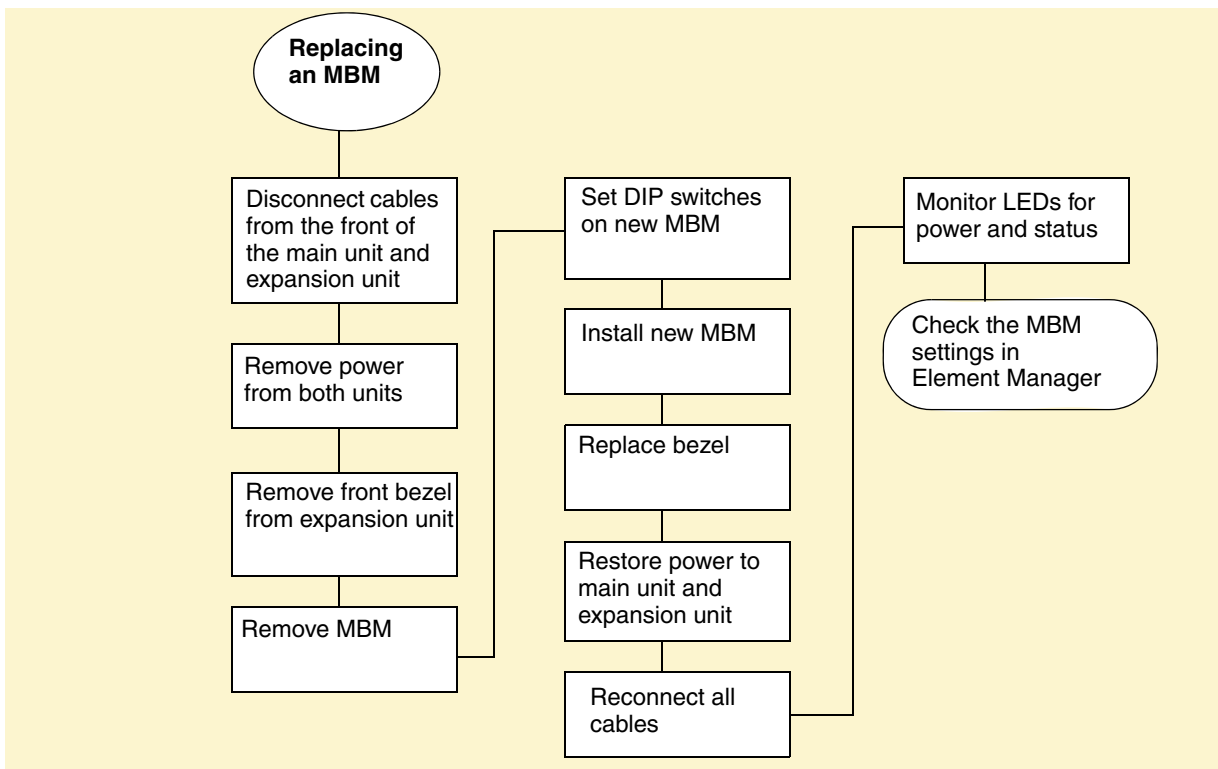 Replacing
an MBM
Disconnect cables
from the front of
the main unit and
expansion unit
Remove power
from both units
Remove front bezel
from expansion unit
Remove MBM
Set DIP switches
on new MBM
Install new MBM
Replace bezel
Restore power to
main unit and
expansion unit
Reconnect all
cables
Monitor LEDs for
power and status
Check the MBM
settings in
Element Manager